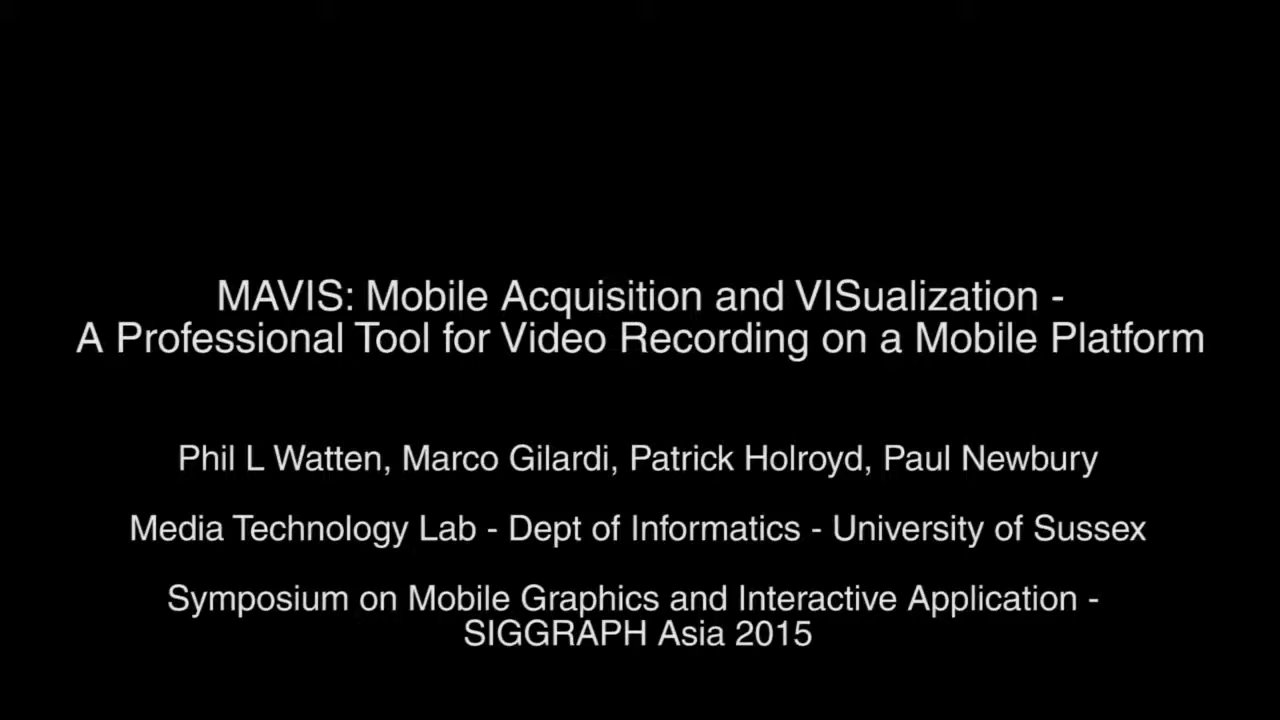 MAVIS: Mobile Acquisition and VISualization -
A Professional Tool for Video Recording on a Mobile Platform
Phil L Watten, Marco Gilardi, Patrick Holroyd, Paul Newbury
Media Technology Lab - Dept of Informatics - University of Sussex
Symposium on Mobile Graphics and Interactive Application -
SIGGRAPH Asia 2015